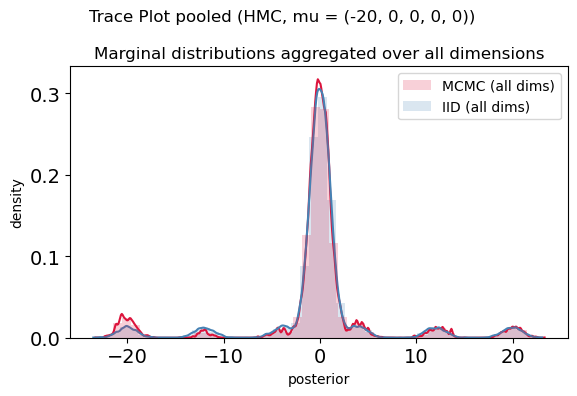 Trace Plot pooled (HMC, mu = (-20, 0, 0, 0, 0))
Marginal distributions aggregated over all dimensions
MCMC (all dims)
IID (all dims)
density
0.3
0.2
0.1
0.0
−20
−10
0
10
20
posterior